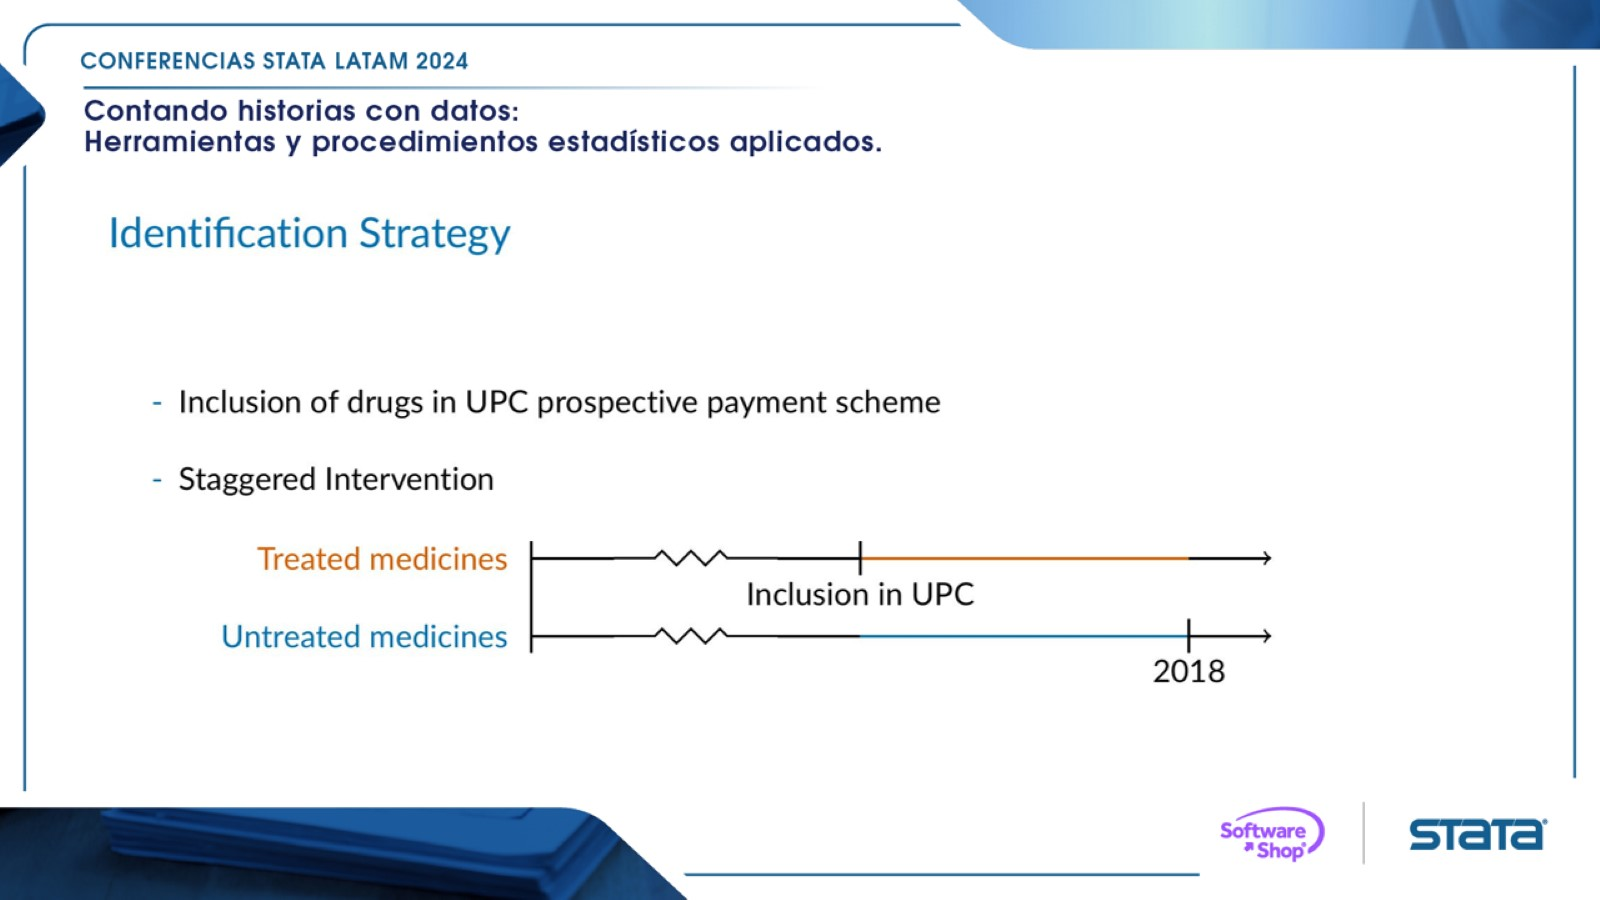 CONFERENCIAS STATA LATAM 2024
Contando historias con datos:
Herramientas y procedimientos estadísticos aplicados.
Identification Strategy
- Inclusion of drugs in UPC prospective payment scheme
- Staggered Intervention
Treated medicines
Inclusion in UPC
Untreated medicines
2018
Software
Shop
STATA